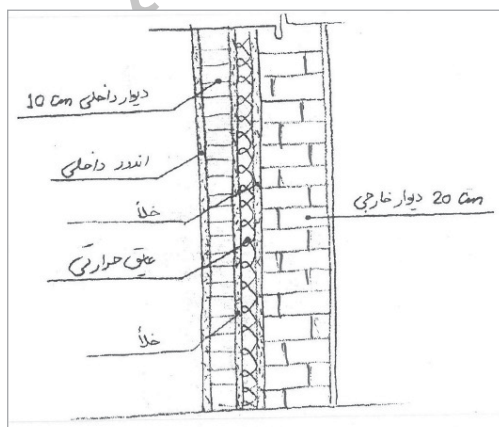 دیوار داخلی 10 cm
اندود داخلی
خلأ
عایق حرارتی
خلأ
20 cm دیوار خارجی